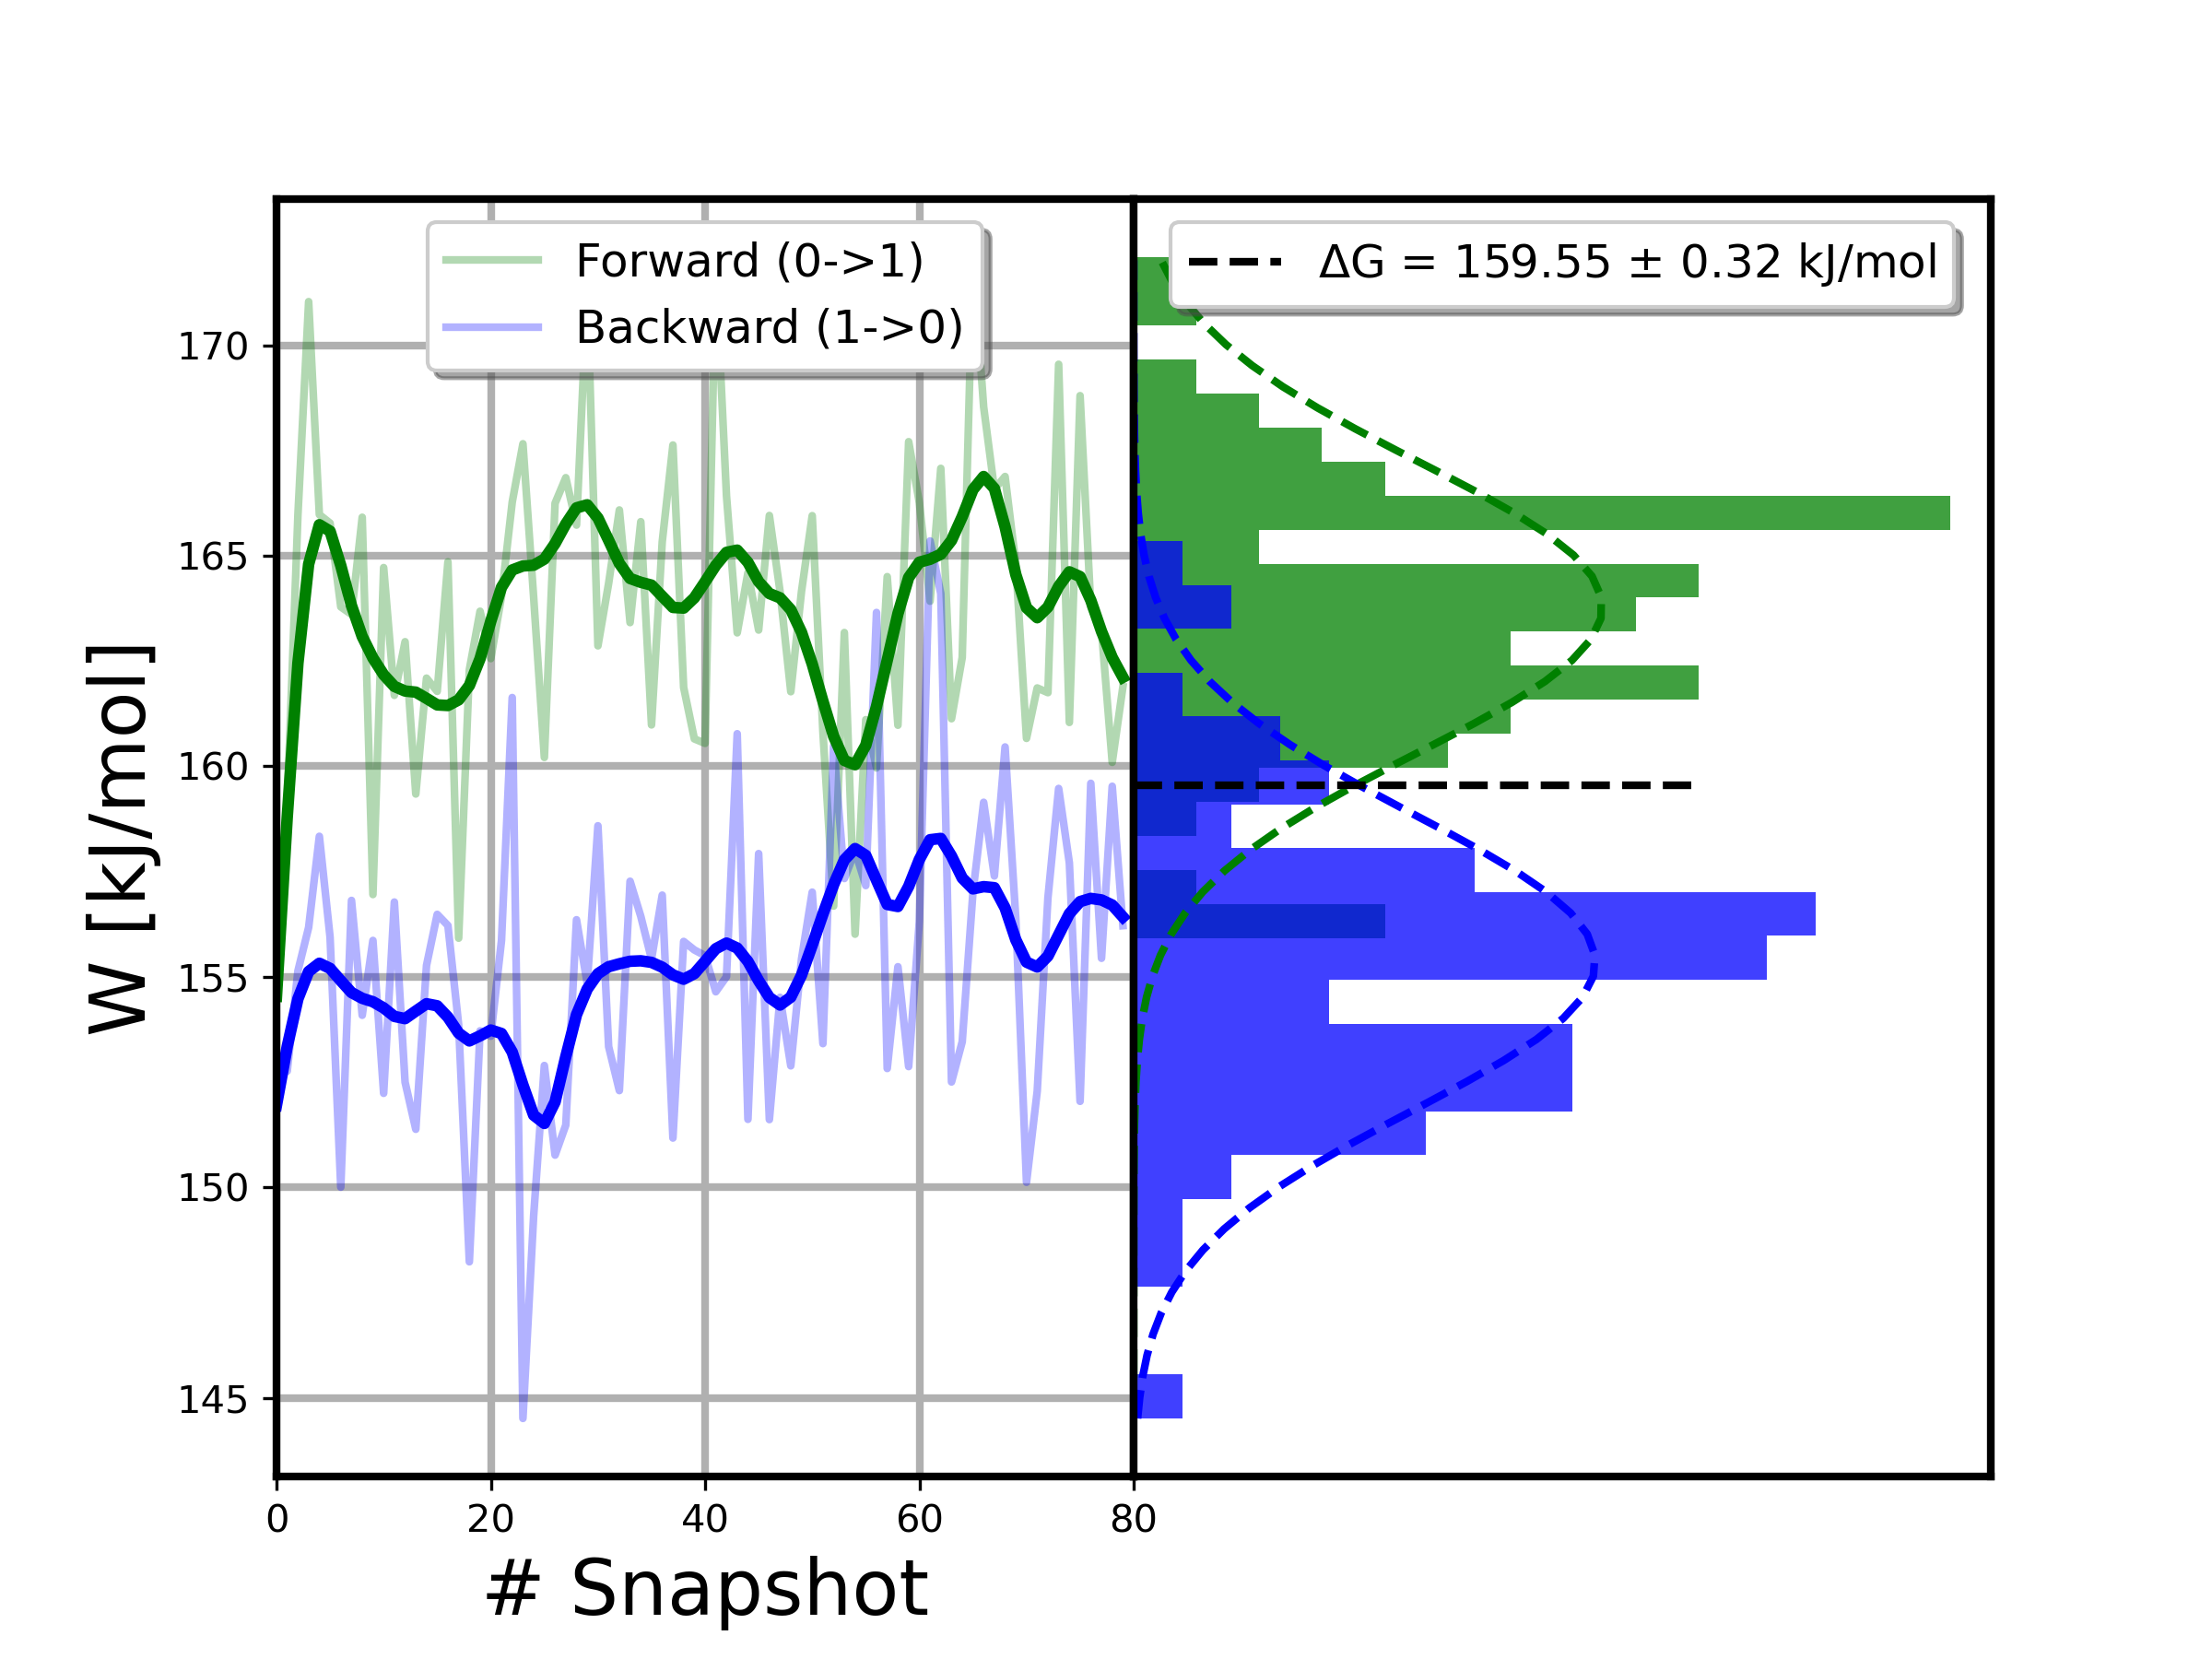 Forward (0->1)
Backward (1->0)
ΔG = 159.55 ± 0.32 kJ/mol
W [kJ/mol]
170
165
160
155
150
145
0 20 40 60 80
# Snapshot